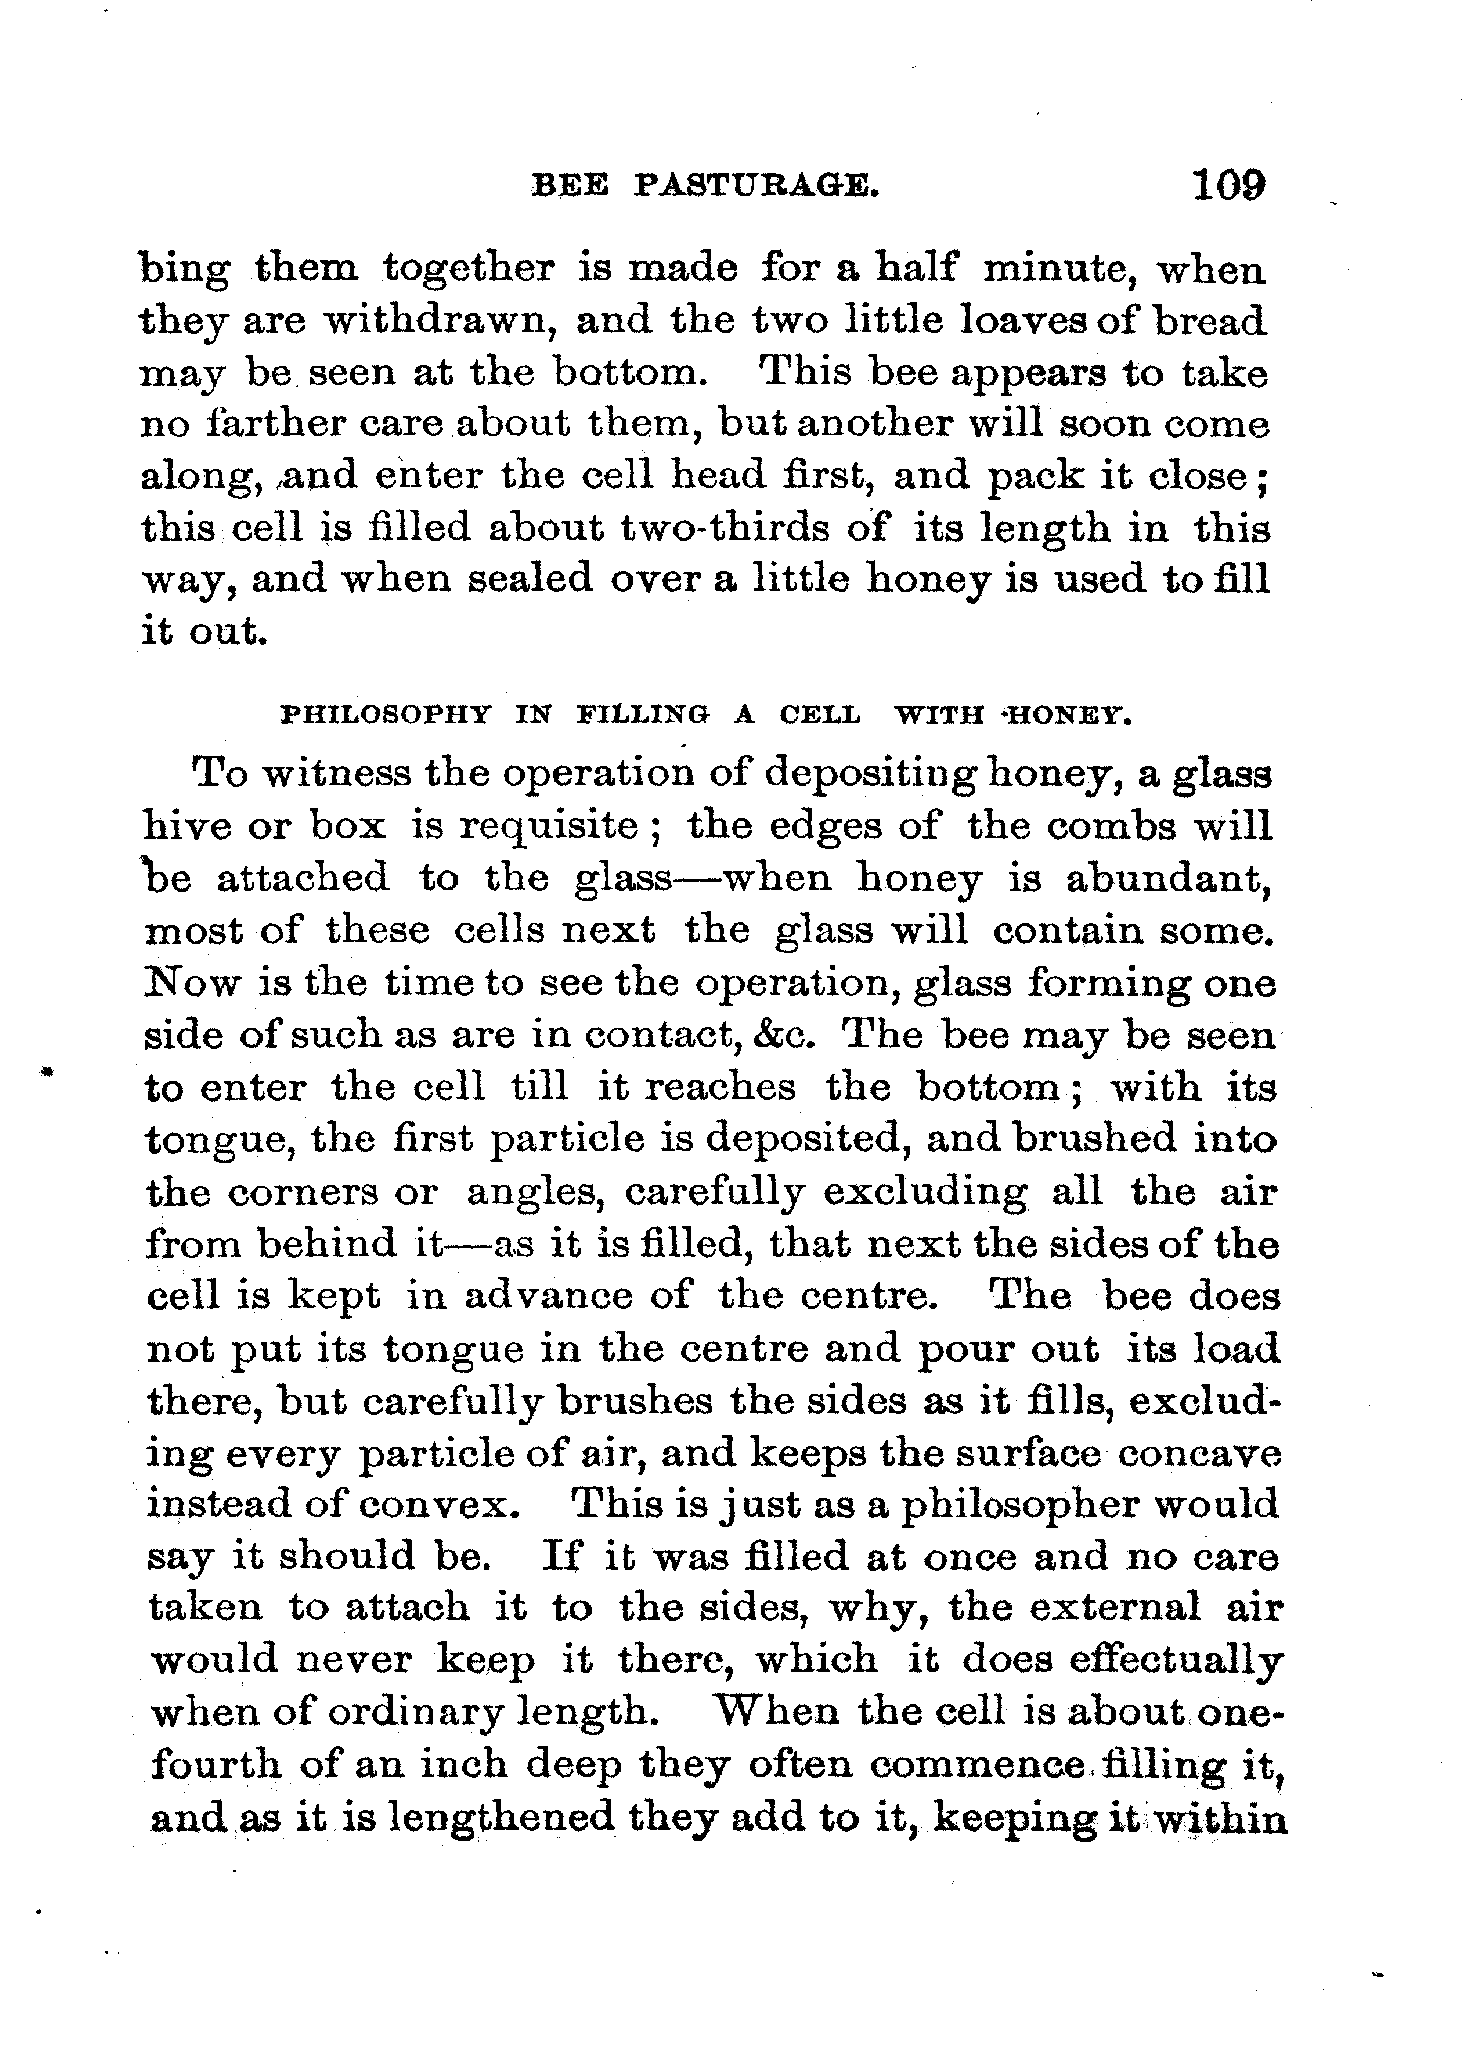 BEE PASTURAGE. 109
bing them together is made for a half minute, when
they are withdrawn, and the two little loaves of bread
may be seen at the bottom. This bee appears to take
no farther care about them, but another will soon come
along, and enter the cell head first, and pack it close;
this cell is filled about two-thirds of its length in this
way, and when sealed over a little honey is used to fill
it out.
PHILOSOPHY IN FILLING A CELL WITH HONEY.
To witness the operation of depositing honey, a glass
hive or box is requisite; the edges of the combs will
be attached to the glass—when honey is abundant,
most of these cells next the glass will contain some.
Now is the time to see the operation, glass forming one
side of such as are in contact, &c. The bee may be seen
to enter the cell till it reaches the bottom; with its
tongue, the first particle is deposited, and brushed into
the corners or angles, carefully excluding all the air
from behind it—as it is filled, that next the sides of the
cell is kept in advance of the centre. The bee does
not put its tongue in the centre and pour out its load
there, but carefully brushes the sides as it fills, exclud-
ing every particle of air, and keeps the surface concave
instead of convex. This is just as a philosopher would
say it should be. If it was filled at once and no care
taken to attach it to the sides, why, the external air
would never keep it there, which it does effectually
when of ordinary length. When the cell is about one-
fourth of an inch deep they often commence filling it,
and as it is lengthened they add to it, keeping it within